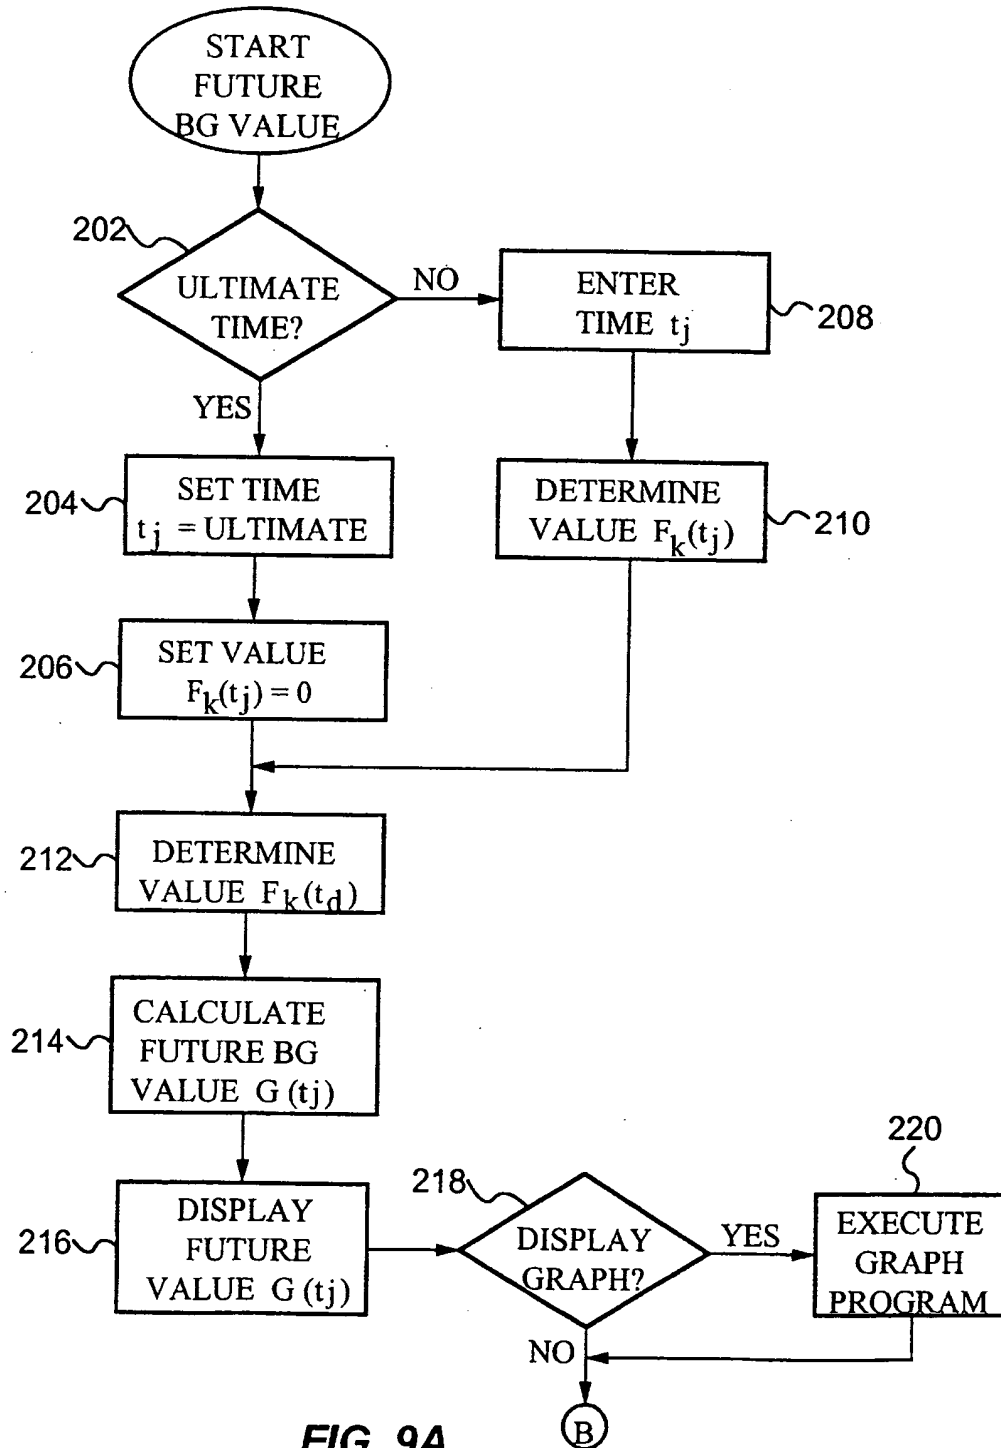 START
FUTURE
BG VALUE
202
ULTIMATE
TIME?
NO
ENTER
TIME tj
208
YES
204
SET TIME
tj = ULTIMATE
DETERMINE
VALUE Fk(tj)
210
206
SET VALUE
Fk(tj) = 0
212
DETERMINE
VALUE Fk(td)
214
CALCULATE
FUTURE BG
VALUE G (tj)
216
DISPLAY
FUTURE
VALUE G (tj)
218
DISPLAY
GRAPH?
YES
220
EXECUTE
GRAPH
PROGRAM
NO
B
FIG. 9A